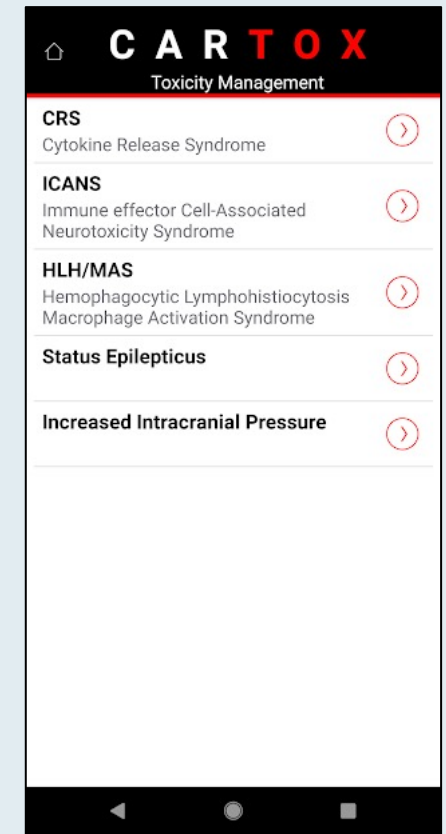 CARTOX
Toxicity Management
CRS
Cytokine Release Syndrome
ICANS
Immune effector Cell-Associated
Neurotoxicity Syndrome
HLH/MAS
Hemophagocytic Lymphohistiocytosis
Macrophage Activation Syndrome
Status Epilepticus
Increased Intracranial Pressure